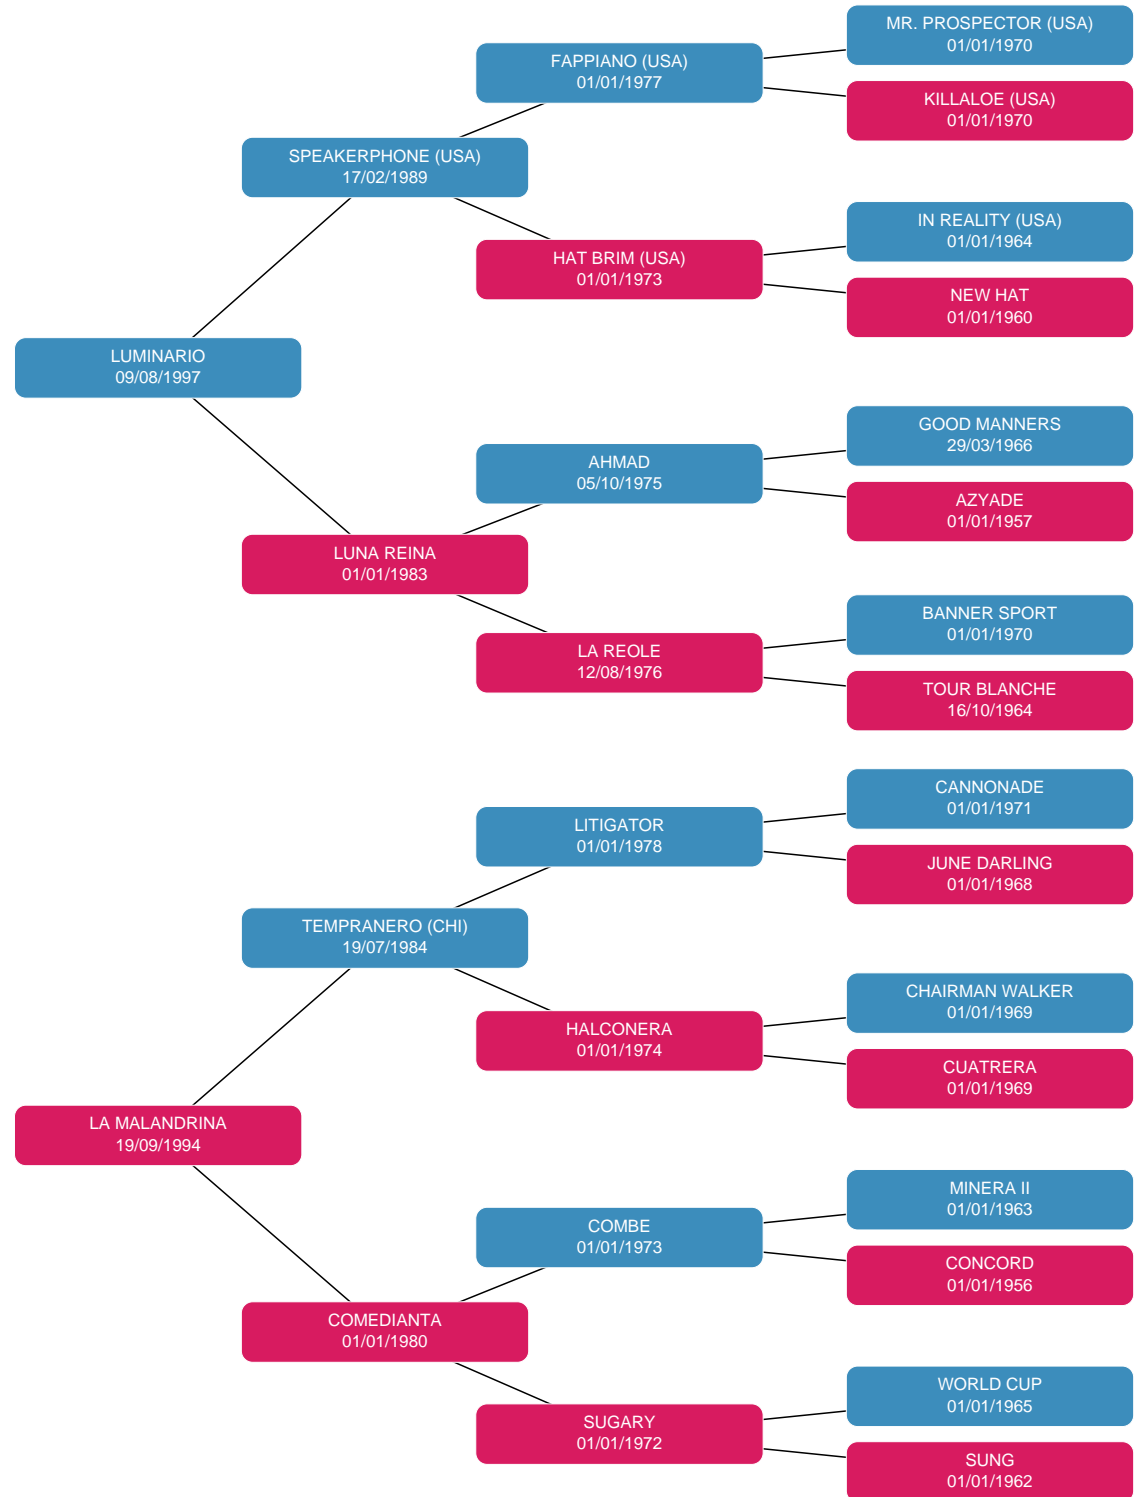 MR. PROSPECTOR (USA)
01/01/1970
FAPPIANO (USA)
01/01/1977
KILLALOE (USA)
01/01/1970
SPEAKERPHONE (USA)
17/02/1989
IN REALITY (USA)
01/01/1964
HAT BRIM (USA)
01/01/1973
NEW HAT
01/01/1960
LUMINARIO
09/08/1997
GOOD MANNERS
29/03/1966
AHMAD
05/10/1975
AZYADE
01/01/1957
LUNA REINA
01/01/1983
BANNER SPORT
01/01/1970
LA REOLE
12/08/1976
TOUR BLANCHE
16/10/1964
CANNONADE
01/01/1971
LITIGATOR
01/01/1978
JUNE DARLING
01/01/1968
TEMPRANERO (CHI)
19/07/1984
CHAIRMAN WALKER
01/01/1969
HALCONERA
01/01/1974
CUATRERA
01/01/1969
LA MALANDRINA
19/09/1994
MINERA II
01/01/1963
COMBE
01/01/1973
CONCORD
01/01/1956
COMEDIANTA
01/01/1980
WORLD CUP
01/01/1965
SUGARY
01/01/1972
SUNG
01/01/1962